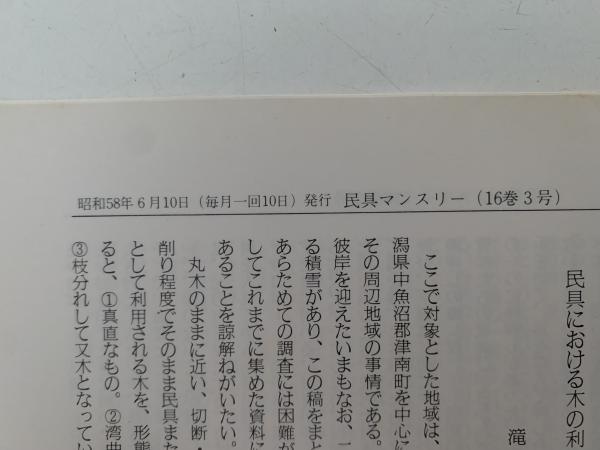 昭和58年6月10日（毎月一回10日）発行 民具マンスリー（16巻3号）
民具における木の利
滝
ここで対象とした地域は、
潟県中魚沼郡津南町を中心に
その周辺地域の事情である。
彼岸を迎えたいまもなお、二
る積雪があり、この稿をまと
あらためての調査には困難が
してこれまでに集めた資料に
あることを諒解ねがいたい。
丸木のままに近い、切断・
削り程度でそのまま民具また
として利用される木を、形態
ると、①真直なもの。②湾曲
③枝分れして又木となってい